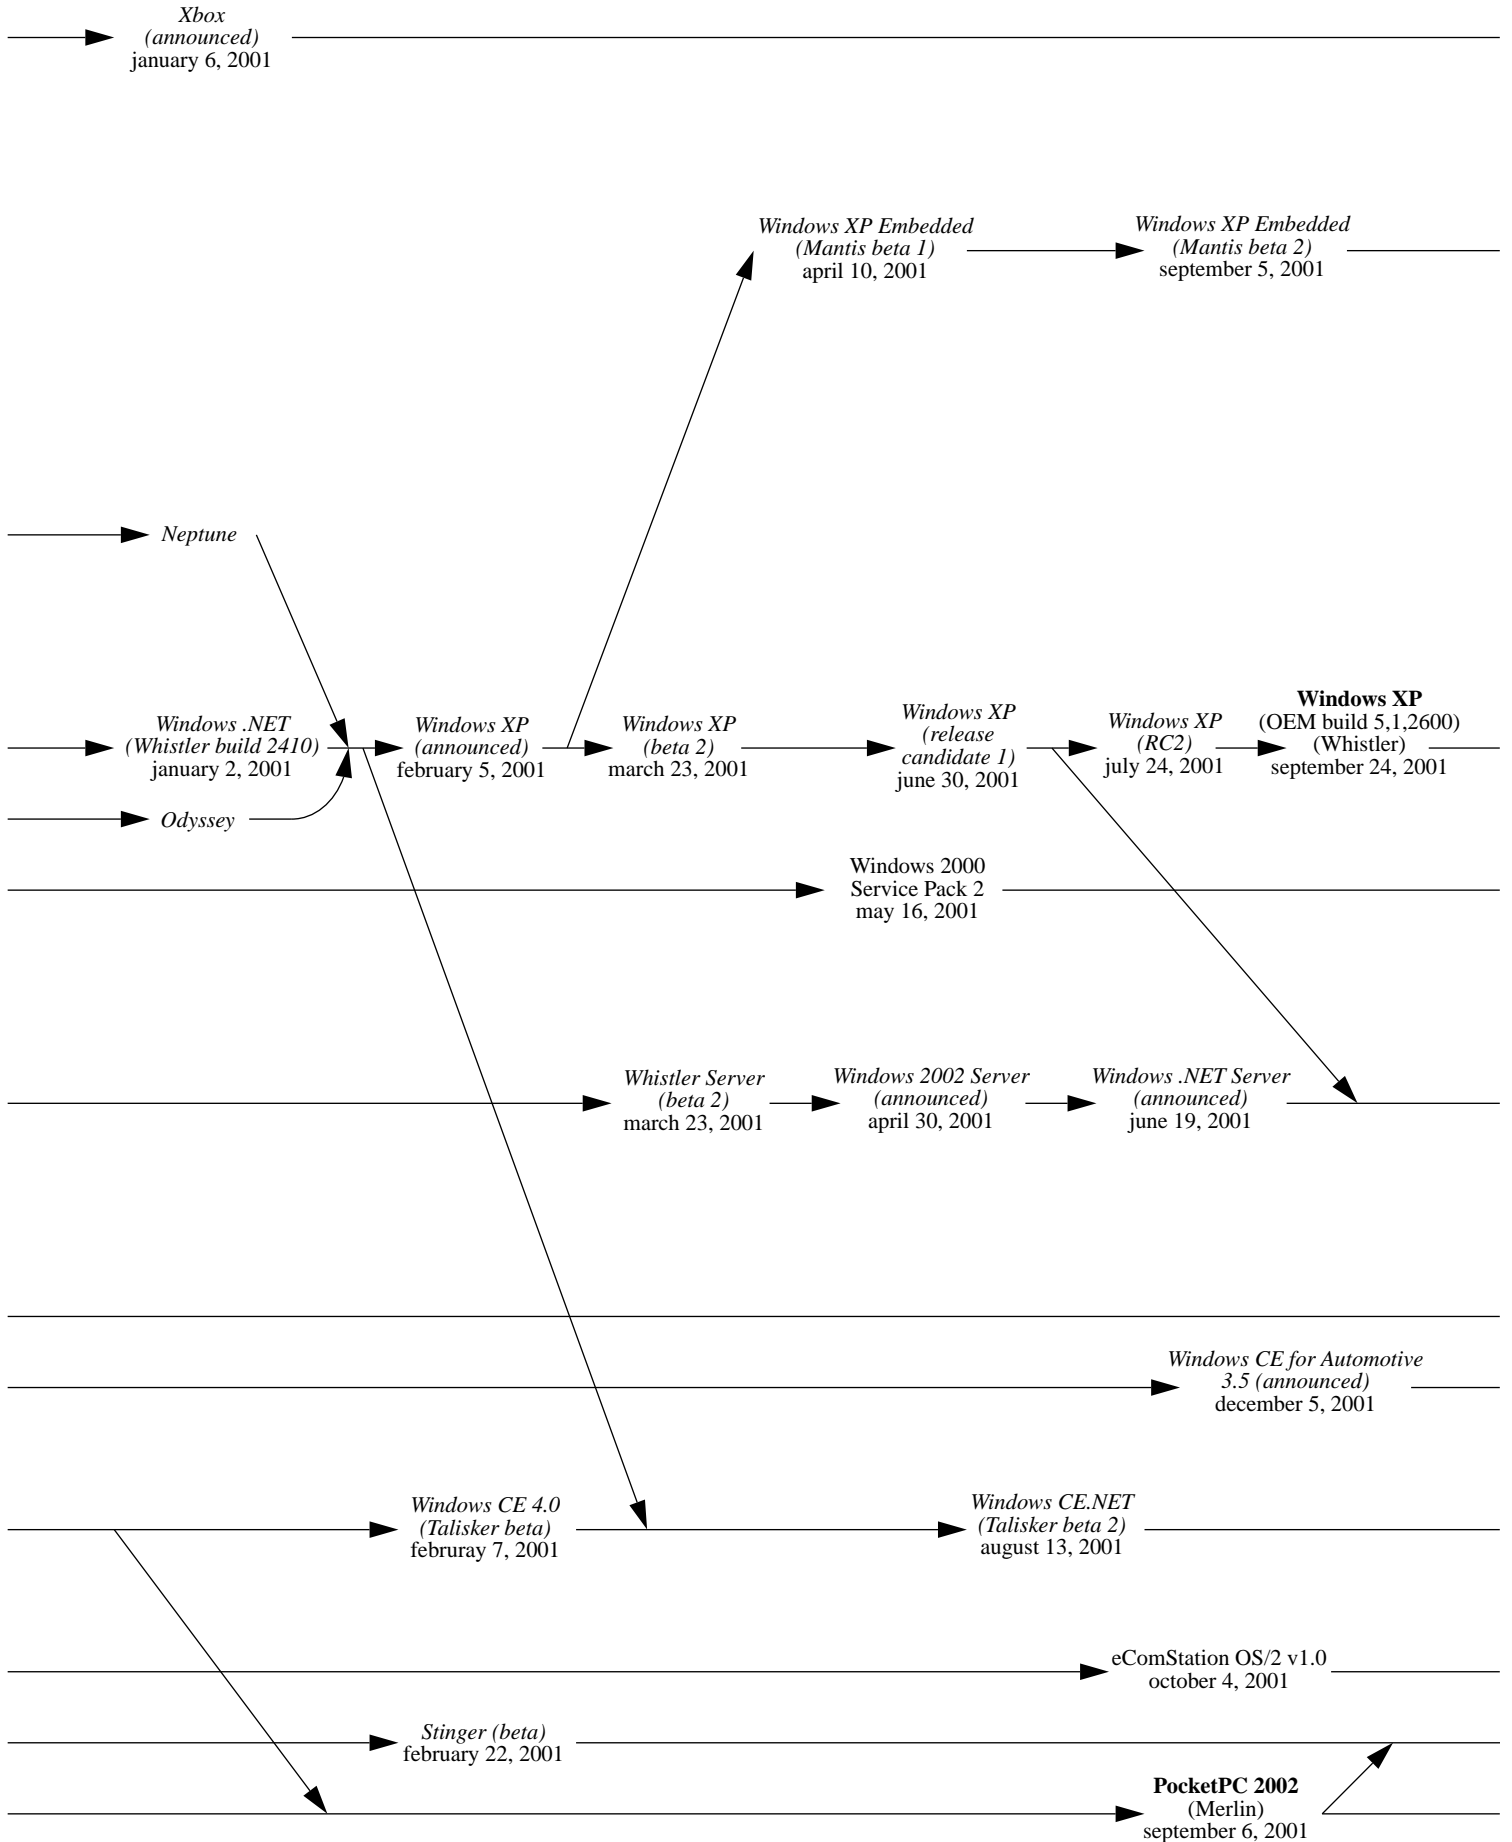 Xbox
(announced)
january 6, 2001
Windows XP Embedded
(Mantis beta 1)
april 10, 2001
Windows XP Embedded
(Mantis beta 2)
september 5, 2001
Neptune
Windows .NET
(Whistler build 2410)
january 2, 2001
Windows XP
(announced)
february 5, 2001
Windows XP
(beta 2)
march 23, 2001
Windows XP
(release
candidate 1)
june 30, 2001
Windows XP
(RC2)
july 24, 2001
Windows XP
(OEM build 5,1,2600)
(Whistler)
september 24, 2001
Odyssey
Windows 2000
Service Pack 2
may 16, 2001
Whistler Server
(beta 2)
march 23, 2001
Windows 2002 Server
(announced)
april 30, 2001
Windows .NET Server
(announced)
june 19, 2001
Windows CE for Automotive
3.5 (announced)
december 5, 2001
Windows CE 4.0
(Talisker beta)
februray 7, 2001
Windows CE.NET
(Talisker beta 2)
august 13, 2001
eComStation OS/2 v1.0
october 4, 2001
Stinger (beta)
february 22, 2001
PocketPC 2002
(Merlin)
september 6, 2001